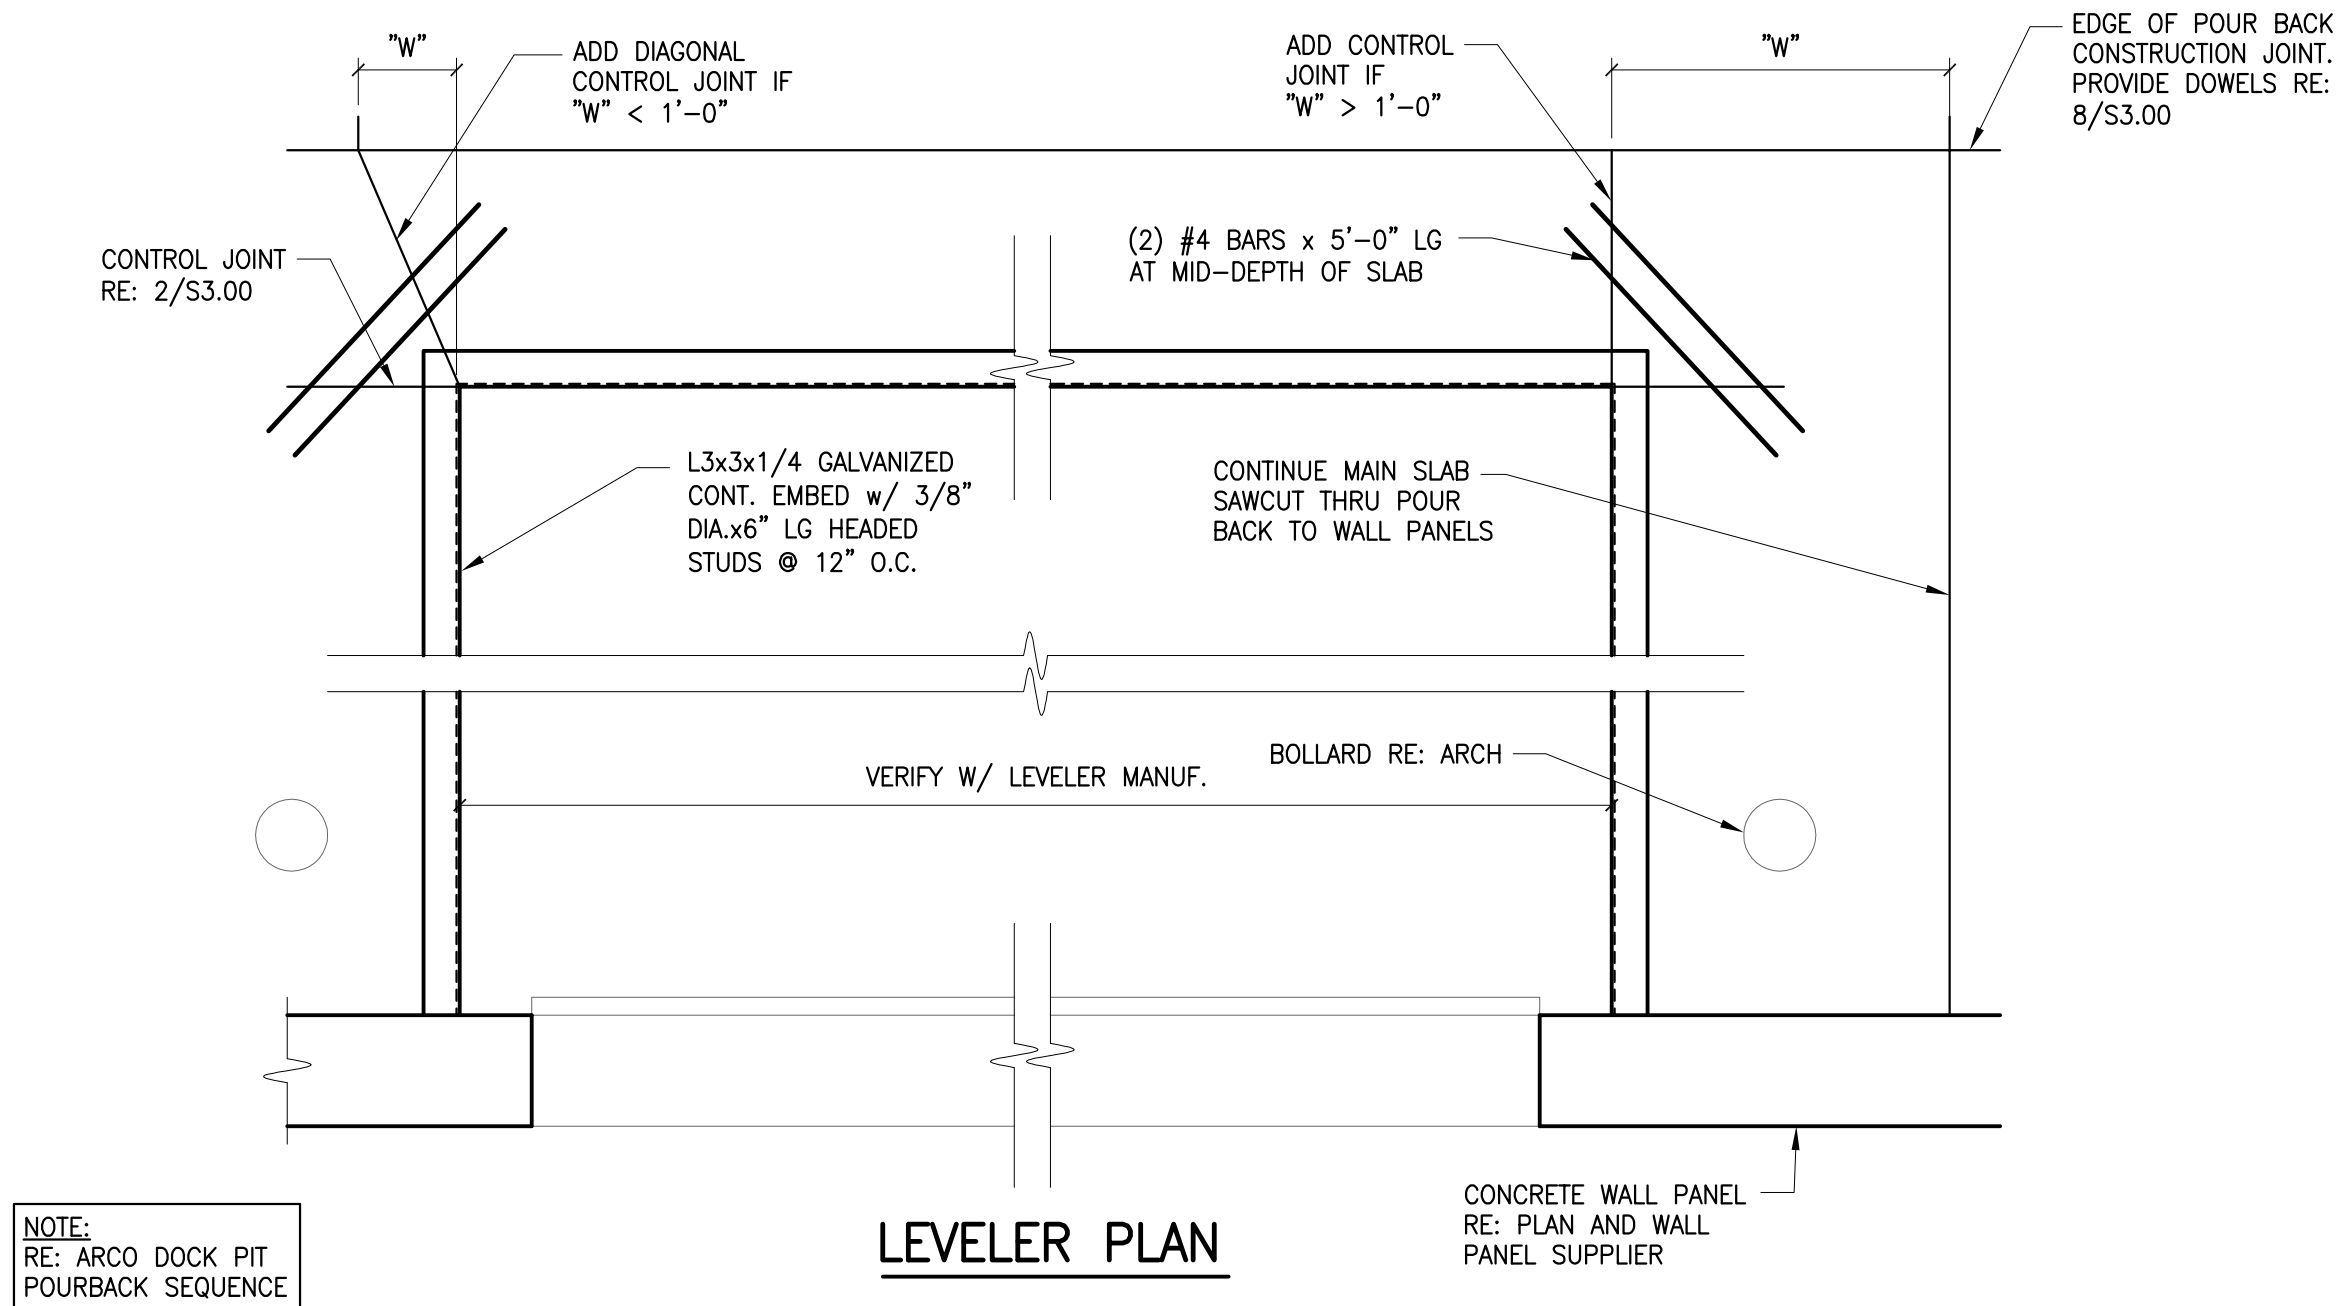 "W"
ADD DIAGONAL
CONTROL JOINT IF
"W" < 1'-0"
ADD CONTROL
JOINT IF
"W" > 1'-0"
"W"
EDGE OF POUR BACK
CONSTRUCTION JOINT.
PROVIDE DOWELS RE:
8/S3.00
CONTROL JOINT
RE: 2/S3.00
(2) #4 BARS x 5'-0" LG
AT MID-DEPTH OF SLAB
L3x3x1/4 GALVANIZED
CONT. EMBED w/ 3/8"
DIA.x6" LG HEADED
STUDS @ 12" O.C.
CONTINUE MAIN SLAB
SAWCUT THRU POUR
BACK TO WALL PANELS
VERIFY W/ LEVELER MANUF.
BOLLARD RE: ARCH
CONCRETE WALL PANEL
RE: PLAN AND WALL
PANEL SUPPLIER
NOTE:
RE: ARCO DOCK PIT
POURBACK SEQUENCE
LEVELER PLAN